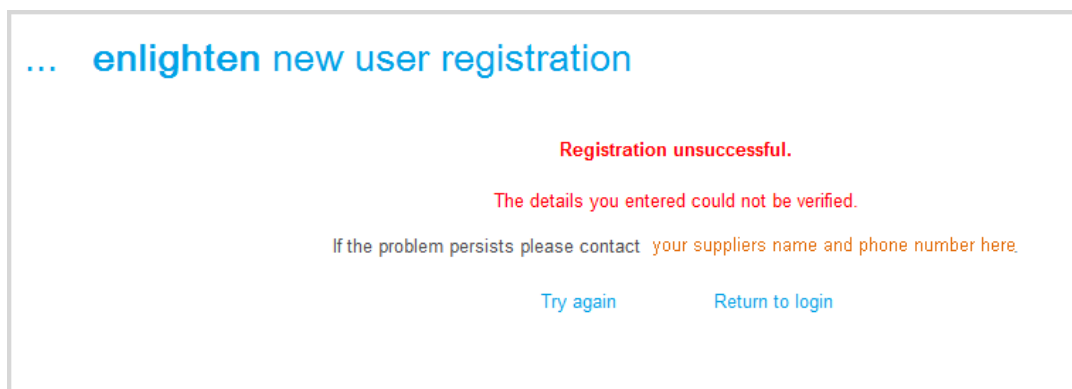 ... enlighten new user registration
Registration unsuccessful.
The details you entered could not be verified.
If the problem persists please contact your suppliers name and phone number here.
Try again Return to login